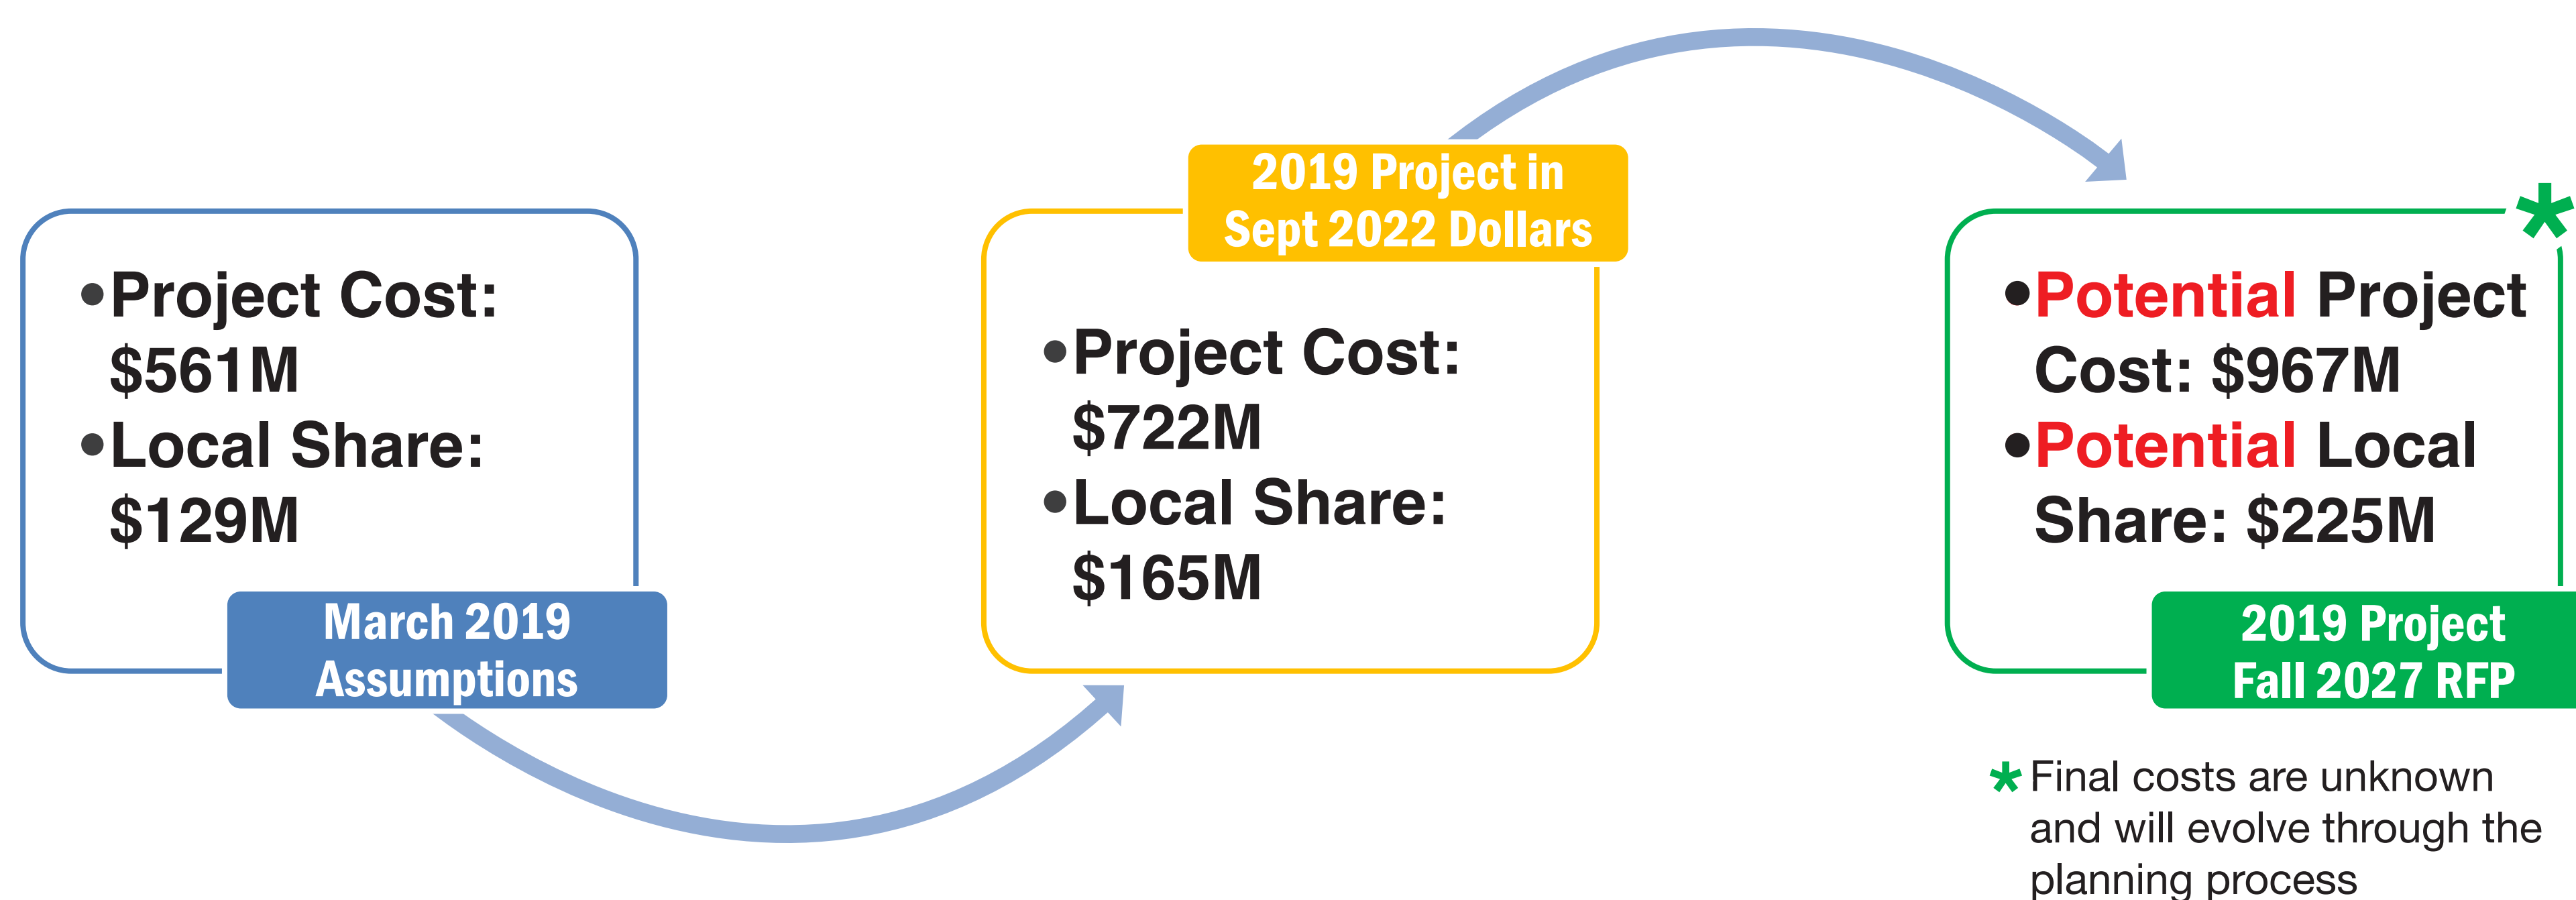 •Project Cost:
$561M
•Local Share:
$129M
March 2019
Assumptions
2019 Project in
Sept 2022 Dollars
•Project Cost:
$722M
•Local Share:
$165M
*
•Potential Project
Cost: $967M
•Potential Local
Share: $225M
2019 Project
Fall 2027 RFP
* Final costs are unknown
and will evolve through the
planning process